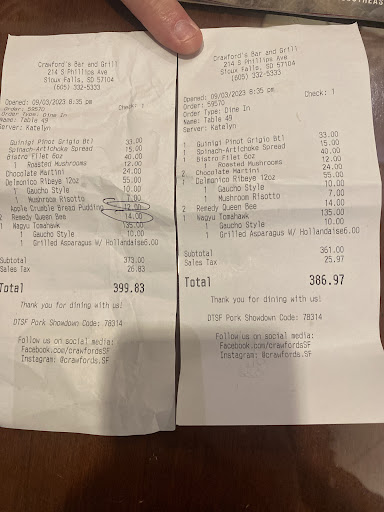 Crawford's Bar and Grill
214 S Phillips Ave
Sioux Falls, SD 57104
(605) 332-5333
Opened: 09/03/2023 8:35 pm
Check: 1
Order: 59570
Order Type: Dine In
Name: Table 49
Server: Katelyn
Quinigi Pinot Grigio Btl 33.00
Spinach-Artichoke Spread 15.00
Bistro Filet 6oz 40.00
1 Roasted Mushrooms 12.00
Chocolate Martini 24.00
Delmonico Ribeye 12oz 55.00
1 Gaucho Style 10.00
1 Mushroom Risotto 7.00
Apple Crumble Bread Pudding 12.00
2 Remedy Queen Bee 14.00
1 Wagyu Tomahawk 135.00
1 Gaucho Style 10.00
1 Grilled Asparagus W/ Hollandaise6.00
Subtotal 373.00
Sales Tax 26.83
Total 399.83
Thank you for dining with us!
DTSF Pork Showdown Code: 78314
Follow us on social media:
Facebook.com/crawfordsSF
Instagram: @crawfords.SF
Crawford's Bar and Grill
214 S Phillips Ave
Sioux Falls, SD 57104
(605) 332-5333
Opened: 09/03/2023 8:35 pm
Check: 1
Order: 59570
Order Type: Dine In
Name: Table 49
Server: Katelyn
1 Quinigi Pinot Grigio Btl 33.00
1 Spinach-Artichoke Spread 15.00
1 Bistro Filet 6oz 40.00
1 Roasted Mushrooms 12.00
2 Chocolate Martini 24.00
1 Delmonico Ribeye 12oz 55.00
1 Gaucho Style 10.00
1 Mushroom Risotto 7.00
2 Remedy Queen Bee 14.00
1 Wagyu Tomahawk 135.00
1 Gaucho Style 10.00
1 Grilled Asparagus W/ Hollandaise6.00
Subtotal 361.00
Sales Tax 25.97
Total 386.97
Thank you for dining with us!
DTSF Pork Showdown Code: 78314
Follow us on social media:
Facebook.com/crawfordsSF
Instagram: @crawfords.SF